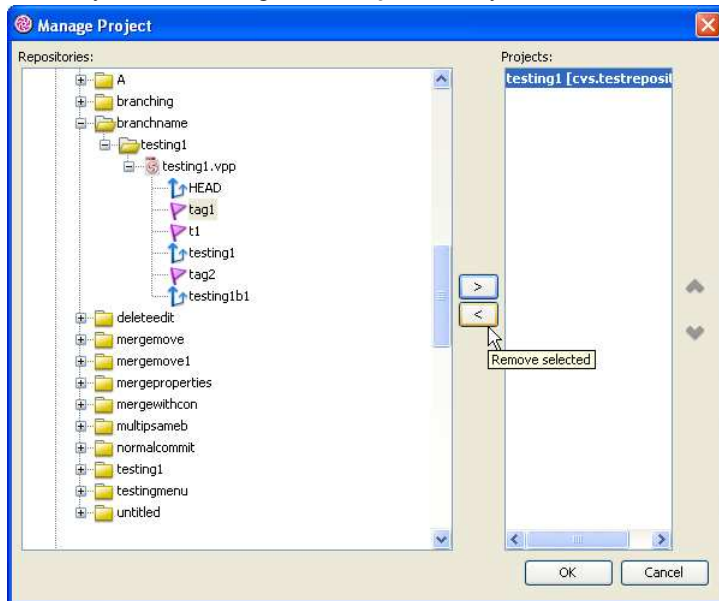 Manage Project
Repositories:
Projects:
A
branching
branchname
testing1
testing1.vpp
HEAD
tag1
t1
testing1
tag2
testing1b1
deleteedit
mergemove
mergemove1
mergeproperties
mergewithcon
multipsameb
normalcommit
testing1
testingmenu
untitled
testing1 [cvs.testreposit
>
<
Remove selected
OK
Cancel